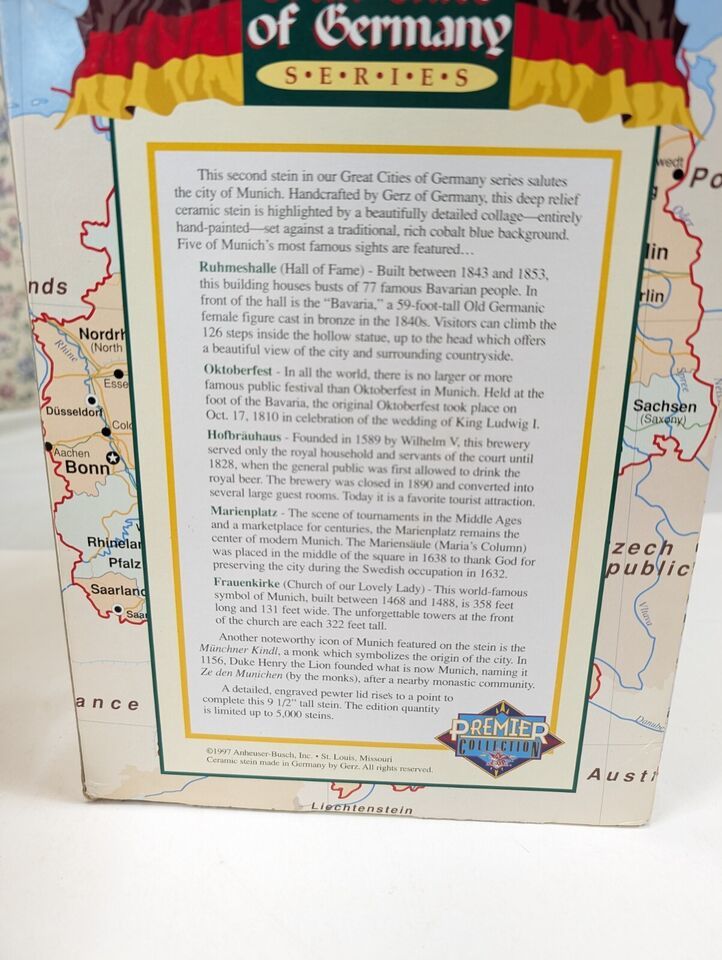 of Germany
S•E•R•I•E•S
This second stein in our Great Cities of Germany series salutes
the city of Munich. Handcrafted by Gerz of Germany, this deep relief
ceramic stein is highlighted by a beautifully detailed collage—entirely
hand-painted—set against a traditional, rich cobalt blue background.
Five of Munich's most famous sights are featured…
Ruhmeshalle (Hall of Fame) - Built between 1843 and 1853,
this building houses busts of 77 famous Bavarian people. In
front of the hall is the "Bavaria," a 59-foot-tall Old Germanic
female figure cast in bronze in the 1840s. Visitors can climb the
126 steps inside the hollow statue, up to the head which offers
a beautiful view of the city and surrounding countryside.
Oktoberfest - In all the world, there is no larger or more
famous public festival than Oktoberfest in Munich. Held at the
foot of the Bavaria, the original Oktoberfest took place on
Oct. 17, 1810 in celebration of the wedding of King Ludwig I.
Hofbräuhaus - Founded in 1589 by Wilhelm V, this brewery
served only the royal household and servants of the court until
1828, when the general public was first allowed to drink the
royal beer. The brewery was closed in 1890 and converted into
several large guest rooms. Today it is a favorite tourist attraction.
Marienplatz - The scene of tournaments in the Middle Ages
and a marketplace for centuries, the Marienplatz remains the
center of modern Munich. The Mariensäule (Maria's Column)
was placed in the middle of the square in 1638 to thank God for
preserving the city during the Swedish occupation in 1632.
Frauenkirke (Church of our Lovely Lady) - This world-famous
symbol of Munich, built between 1468 and 1488, is 358 feet
long and 131 feet wide. The unforgettable towers at the front
of the church are each 322 feet tall.
Another noteworthy icon of Munich featured on the stein is the
Münchner Kindl, a monk which symbolizes the origin of the city. In
1156, Duke Henry the Lion founded what is now Munich, naming it
Ze den Munichen (by the monks), after a nearby monastic community.
A detailed, engraved pewter lid rises to a point to
complete this 9 1/2" tall stein. The edition quantity
is limited up to 5,000 steins.
PREMIER
COLLECTION
©1997 Anheuser-Busch, Inc. • St. Louis, Missouri
Ceramic stein made in Germany by Gerz. All rights reserved.
nds
Nordrh
(North
Rhine
Esse
Düsseldorf
Colo
Aachen
Bonn
Rhinelar
Pfalz
Saarland
Saar
ance
Liechtenstein
wedt
Po
Oder
lin
rlin
Spree
Sachsen
(Saxony)
zech
public
Vltava
Danube
Austr